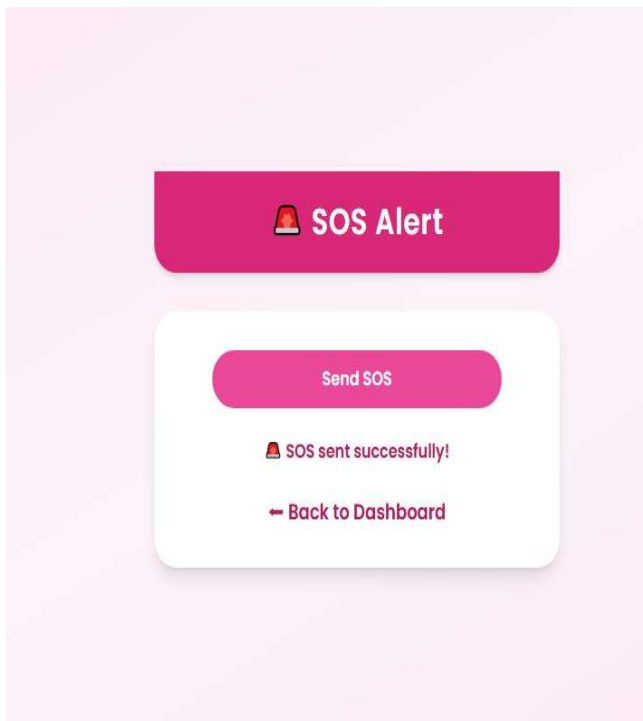 🚨 SOS Alert
Send SOS
🚨 SOS sent successfully!
⬅ Back to Dashboard